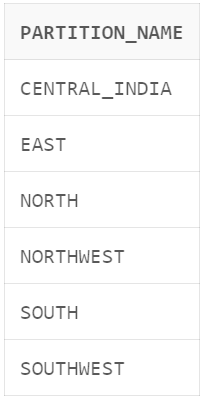 PARTITION_NAME
CENTRAL_INDIA
EAST
NORTH
NORTHWEST
SOUTH
SOUTHWEST